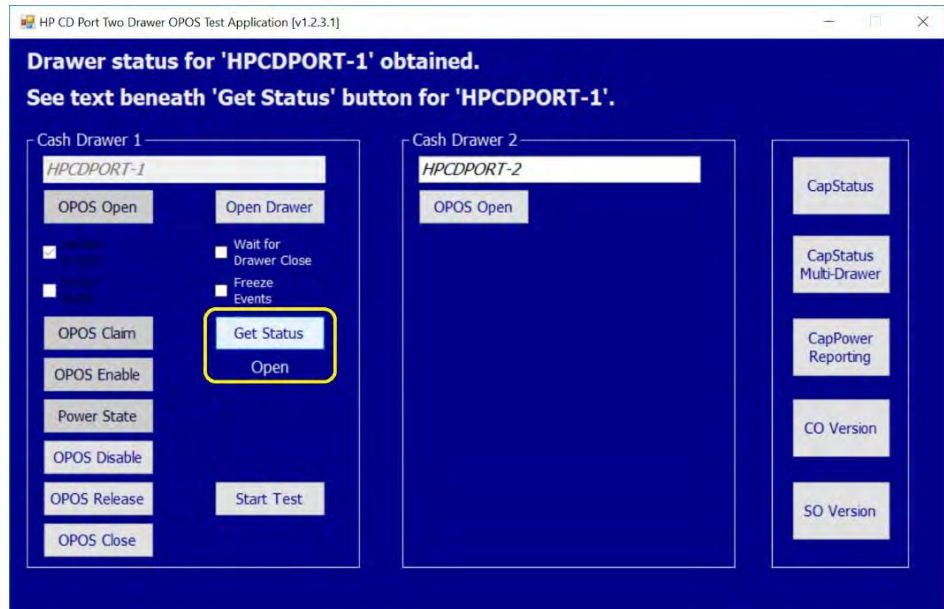 HP CD Port Two Drawer OPOS Test Application [v1.2.3.1]
Drawer status for 'HPCDPORT-1' obtained.
See text beneath 'Get Status' button for 'HPCDPORT-1'.
Cash Drawer 1
HPCDPORT-1
OPOS Open
Open Drawer
Wait for
Drawer Close
Freeze
Events
OPOS Claim
Get Status
OPOS Enable
Open
Power State
OPOS Disable
OPOS Release
Start Test
OPOS Close
Cash Drawer 2
HPCDPORT-2
OPOS Open
CapStatus
CapStatus
Multi-Drawer
CapPower
Reporting
CO Version
SO Version